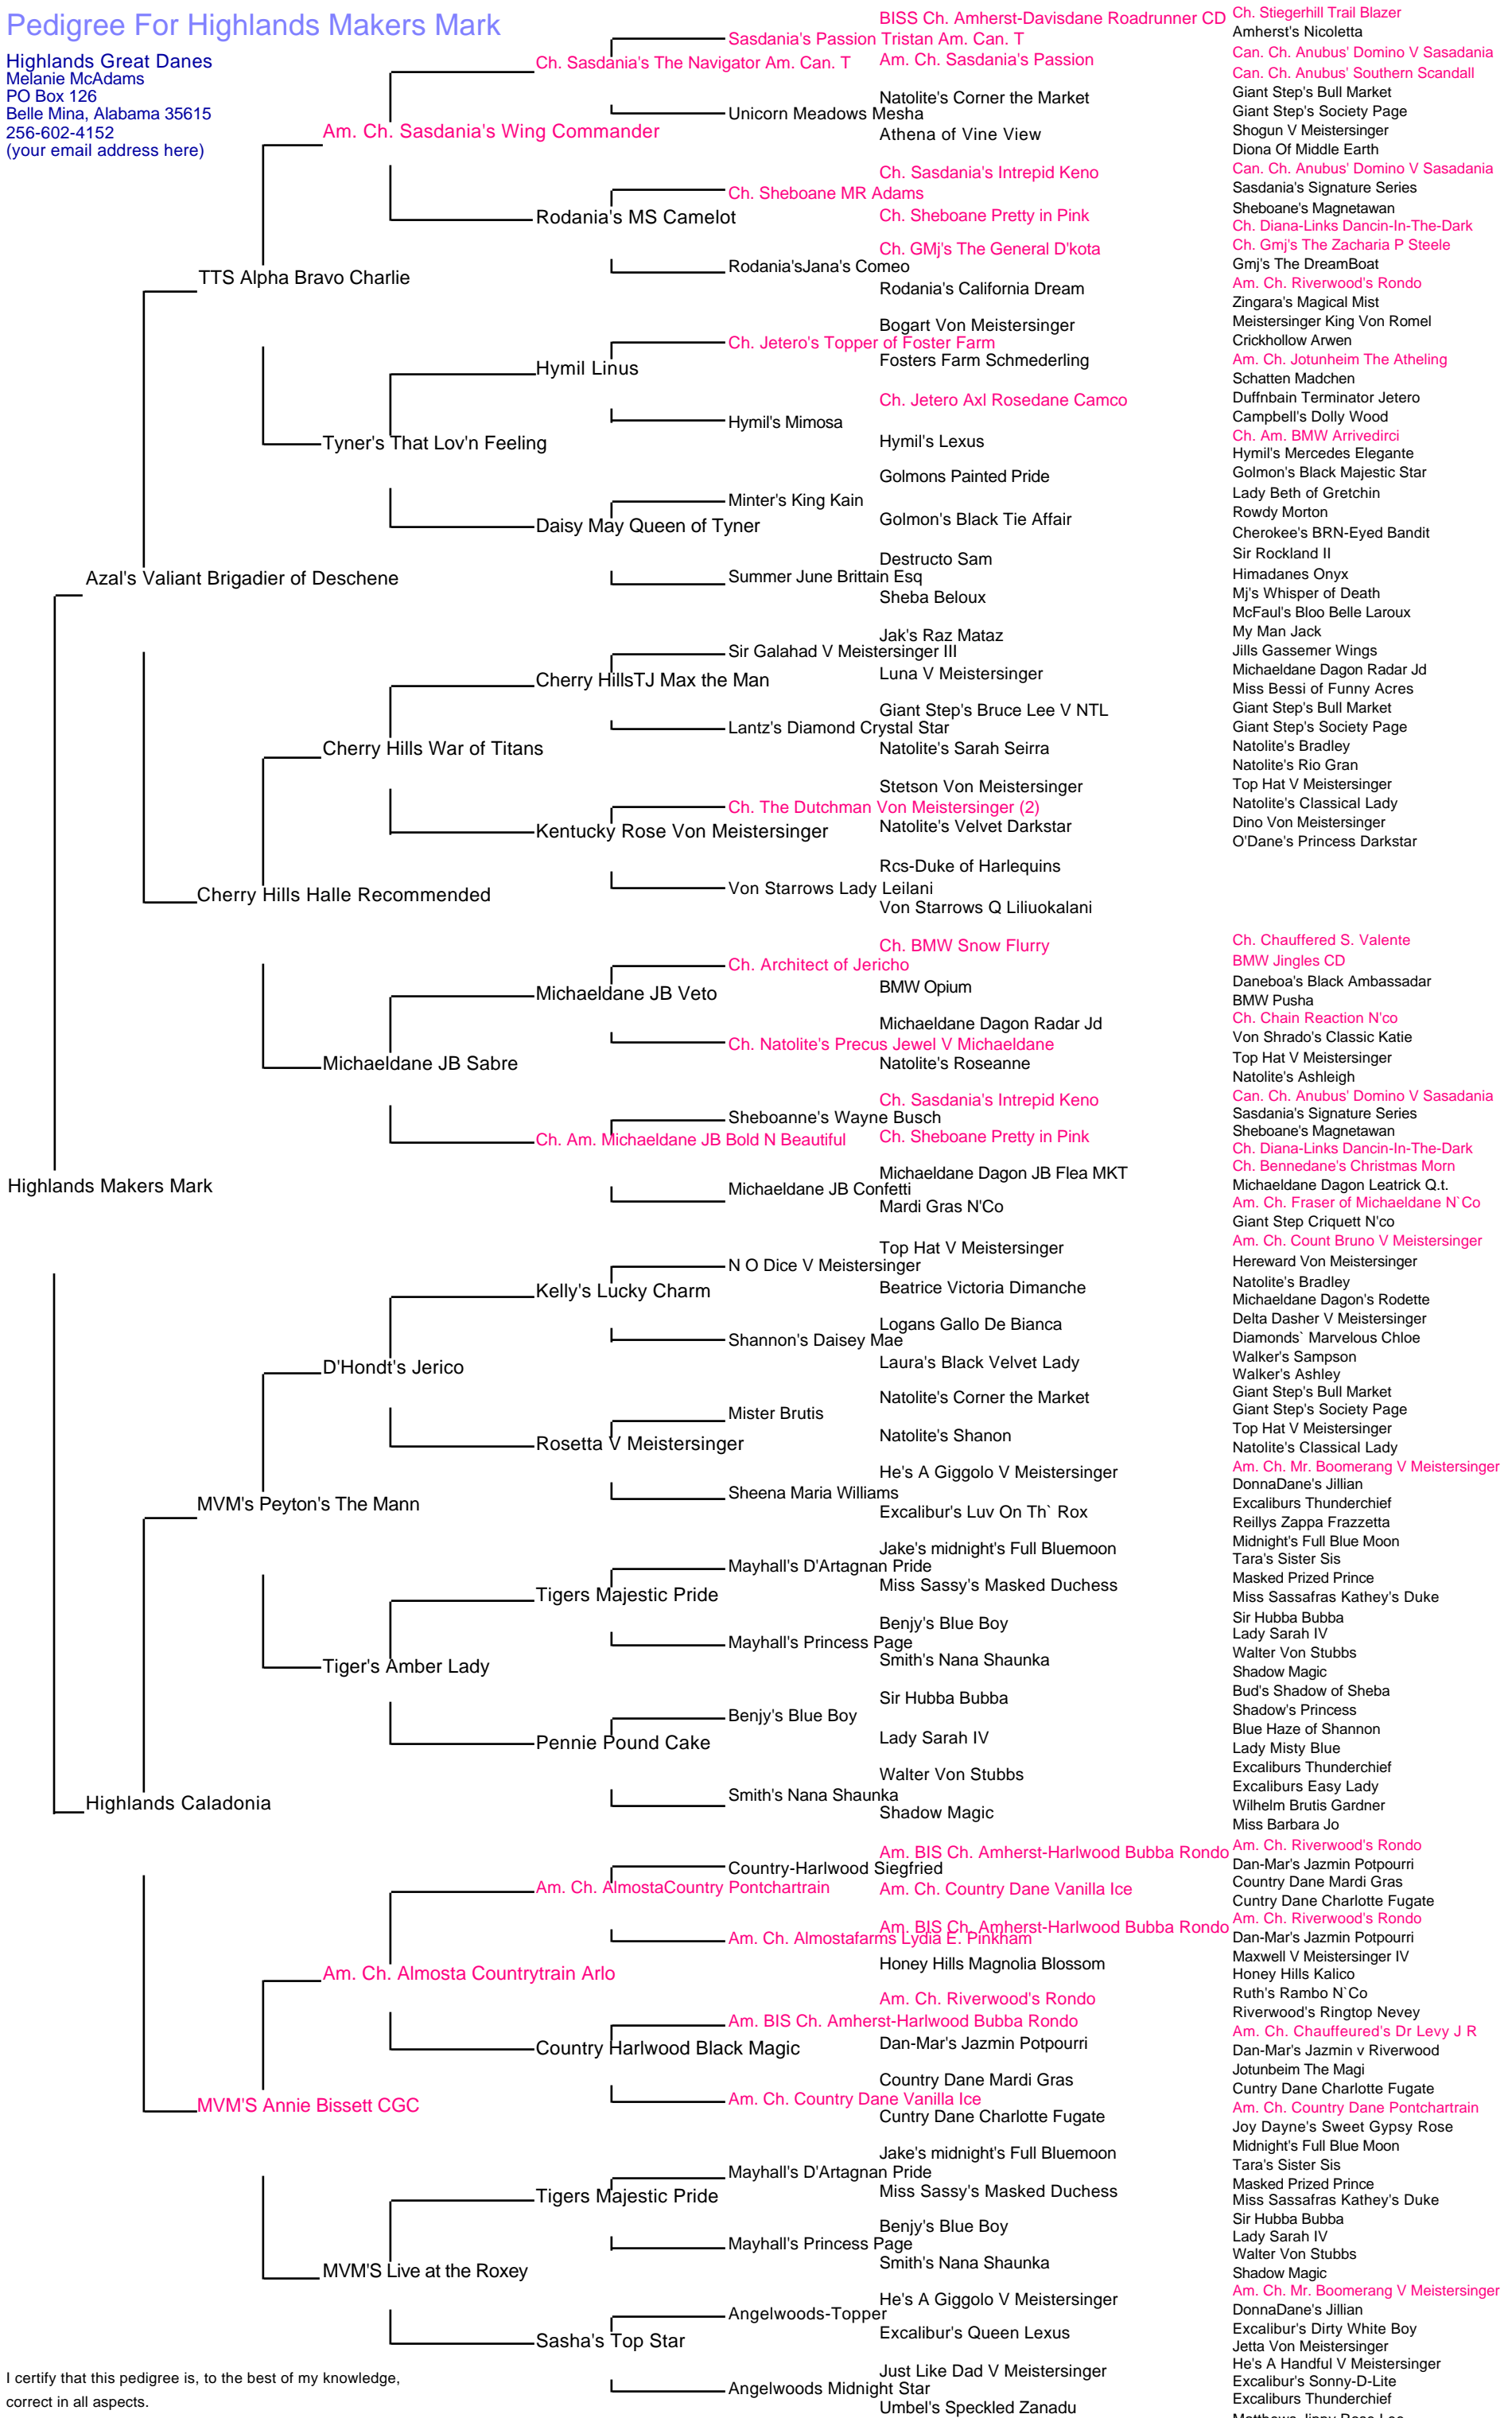 Pedigree For Highlands Makers Mark
Highlands Great Danes
Melanie McAdams
PO Box 126
Belle Mina, Alabama 35615
256-602-4152
(your email address here)
Highlands Makers Mark
Azal's Valiant Brigadier of Deschene
Highlands Caladonia
TTS Alpha Bravo Charlie
Cherry Hills Halle Recommended
MVM's Peyton's The Mann
MVM'S Annie Bissett CGC
Am. Ch. Sasdania's Wing Commander
Tyner's That Lov'n Feeling
Cherry Hills War of Titans
Michaeldane JB Sabre
D'Hondt's Jerico
Tiger's Amber Lady
Am. Ch. Almosta Countrytrain Arlo
MVM'S Live at the Roxey
Ch. Sasdania's The Navigator Am. Can. T
Rodania's MS Camelot
Hymil Linus
Daisy May Queen of Tyner
Cherry HillsTJ Max the Man
Kentucky Rose Von Meistersinger
Michaeldane JB Veto
Ch. Am. Michaeldane JB Bold N Beautiful
Kelly's Lucky Charm
Rosetta V Meistersinger
Tigers Majestic Pride
Pennie Pound Cake
Am. Ch. AlmostaCountry Pontchartrain
Country Harlwood Black Magic
Tigers Majestic Pride
Sasha's Top Star
Sasdania's Passion Tristan Am. Can. T
Unicorn Meadows Mesha
Ch. Sheboane MR Adams
Rodania'sJana's Comeo
Ch. Jetero's Topper of Foster Farm
Hymil's Mimosa
Minter's King Kain
Summer June Brittain Esq
Sir Galahad V Meistersinger III
Lantz's Diamond Crystal Star
Ch. The Dutchman Von Meistersinger (2)
Von Starrows Lady Leilani
Ch. Architect of Jericho
Ch. Natolite's Precus Jewel V Michaeldane
Sheboanne's Wayne Busch
Michaeldane JB Confetti
N O Dice V Meistersinger
Shannon's Daisey Mae
Mister Brutis
Sheena Maria Williams
Mayhall's D'Artagnan Pride
Mayhall's Princess Page
Benjy's Blue Boy
Smith's Nana Shaunka
Country-Harlwood Siegfried
Am. Ch. Almostafarms Lydia E. Pinkham
Am. BIS Ch. Amherst-Harlwood Bubba Rondo
Am. Ch. Country Dane Vanilla Ice
Mayhall's D'Artagnan Pride
Mayhall's Princess Page
Angelwoods-Topper
Angelwoods Midnight Star
BISS Ch. Amherst-Davisdane Roadrunner CD
Am. Ch. Sasdania's Passion
Natolite's Corner the Market
Athena of Vine View
Ch. Sasdania's Intrepid Keno
Ch. Sheboane Pretty in Pink
Ch. GMj's The General D'kota
Rodania's California Dream
Bogart Von Meistersinger
Fosters Farm Schmederling
Ch. Jetero Axl Rosedane Camco
Hymil's Lexus
Golmons Painted Pride
Golmon's Black Tie Affair
Destructo Sam
Sheba Beloux
Jak's Raz Mataz
Luna V Meistersinger
Giant Step's Bruce Lee V NTL
Natolite's Sarah Seirra
Stetson Von Meistersinger
Natolite's Velvet Darkstar
Rcs-Duke of Harlequins
Von Starrows Q Liliuokalani
Ch. BMW Snow Flurry
BMW Opium
Michaeldane Dagon Radar Jd
Natolite's Roseanne
Ch. Sasdania's Intrepid Keno
Ch. Sheboane Pretty in Pink
Michaeldane Dagon JB Flea MKT
Mardi Gras N'Co
Top Hat V Meistersinger
Beatrice Victoria Dimanche
Logans Gallo De Bianca
Laura's Black Velvet Lady
Natolite's Corner the Market
Natolite's Shanon
He's A Giggolo V Meistersinger
Excalibur's Luv On Th` Rox
Jake's midnight's Full Bluemoon
Miss Sassy's Masked Duchess
Benjy's Blue Boy
Smith's Nana Shaunka
Sir Hubba Bubba
Lady Sarah IV
Walter Von Stubbs
Shadow Magic
Am. BIS Ch. Amherst-Harlwood Bubba Rondo
Am. Ch. Country Dane Vanilla Ice
Am. BIS Ch. Amherst-Harlwood Bubba Rondo
Honey Hills Magnolia Blossom
Am. Ch. Riverwood's Rondo
Dan-Mar's Jazmin Potpourri
Country Dane Mardi Gras
Cuntry Dane Charlotte Fugate
Jake's midnight's Full Bluemoon
Miss Sassy's Masked Duchess
Benjy's Blue Boy
Smith's Nana Shaunka
He's A Giggolo V Meistersinger
Excalibur's Queen Lexus
Just Like Dad V Meistersinger
Umbel's Speckled Zanadu
Ch. Stiegerhill Trail Blazer
Amherst's Nicoletta
Can. Ch. Anubus' Domino V Sasadania
Can. Ch. Anubus' Southern Scandall
Giant Step's Bull Market
Giant Step's Society Page
Shogun V Meistersinger
Diona Of Middle Earth
Can. Ch. Anubus' Domino V Sasadania
Sasdania's Signature Series
Sheboane's Magnetawan
Ch. Diana-Links Dancin-In-The-Dark
Ch. Gmj's The Zacharia P Steele
Gmj's The DreamBoat
Am. Ch. Riverwood's Rondo
Zingara's Magical Mist
Meistersinger King Von Romel
Crickhollow Arwen
Am. Ch. Jotunheim The Atheling
Schatten Madchen
Duffnbain Terminator Jetero
Campbell's Dolly Wood
Ch. Am. BMW Arrivedirci
Hymil's Mercedes Elegante
Golmon's Black Majestic Star
Lady Beth of Gretchin
Rowdy Morton
Cherokee's BRN-Eyed Bandit
Sir Rockland II
Himadanes Onyx
Mj's Whisper of Death
McFaul's Bloo Belle Laroux
My Man Jack
Jills Gassemer Wings
Michaeldane Dagon Radar Jd
Miss Bessi of Funny Acres
Giant Step's Bull Market
Giant Step's Society Page
Natolite's Bradley
Natolite's Rio Gran
Top Hat V Meistersinger
Natolite's Classical Lady
Dino Von Meistersinger
O'Dane's Princess Darkstar
Ch. Chauffered S. Valente
BMW Jingles CD
Daneboa's Black Ambassadar
BMW Pusha
Ch. Chain Reaction N'co
Von Shrado's Classic Katie
Top Hat V Meistersinger
Natolite's Ashleigh
Can. Ch. Anubus' Domino V Sasadania
Sasdania's Signature Series
Sheboane's Magnetawan
Ch. Diana-Links Dancin-In-The-Dark
Ch. Bennedane's Christmas Morn
Michaeldane Dagon Leatrick Q.t.
Am. Ch. Fraser of Michaeldane N`Co
Giant Step Criquett N'co
Am. Ch. Count Bruno V Meistersinger
Hereward Von Meistersinger
Natolite's Bradley
Michaeldane Dagon's Rodette
Delta Dasher V Meistersinger
Diamonds` Marvelous Chloe
Walker's Sampson
Walker's Ashley
Giant Step's Bull Market
Giant Step's Society Page
Top Hat V Meistersinger
Natolite's Classical Lady
Am. Ch. Mr. Boomerang V Meistersinger
DonnaDane's Jillian
Excaliburs Thunderchief
Reillys Zappa Frazzetta
Midnight's Full Blue Moon
Tara's Sister Sis
Masked Prized Prince
Miss Sassafras Kathey's Duke
Sir Hubba Bubba
Lady Sarah IV
Walter Von Stubbs
Shadow Magic
Bud's Shadow of Sheba
Shadow's Princess
Blue Haze of Shannon
Lady Misty Blue
Excaliburs Thunderchief
Excaliburs Easy Lady
Wilhelm Brutis Gardner
Miss Barbara Jo
Am. Ch. Riverwood's Rondo
Dan-Mar's Jazmin Potpourri
Country Dane Mardi Gras
Cuntry Dane Charlotte Fugate
Am. Ch. Riverwood's Rondo
Dan-Mar's Jazmin Potpourri
Maxwell V Meistersinger IV
Honey Hills Kalico
Ruth's Rambo N`Co
Riverwood's Ringtop Nevey
Am. Ch. Chauffeured's Dr Levy J R
Dan-Mar's Jazmin v Riverwood
Jotunbeim The Magi
Cuntry Dane Charlotte Fugate
Am. Ch. Country Dane Pontchartrain
Joy Dayne's Sweet Gypsy Rose
Midnight's Full Blue Moon
Tara's Sister Sis
Masked Prized Prince
Miss Sassafras Kathey's Duke
Sir Hubba Bubba
Lady Sarah IV
Walter Von Stubbs
Shadow Magic
Am. Ch. Mr. Boomerang V Meistersinger
DonnaDane's Jillian
Excalibur's Dirty White Boy
Jetta Von Meistersinger
He's A Handful V Meistersinger
Excalibur's Sonny-D-Lite
Excaliburs Thunderchief
I certify that this pedigree is, to the best of my knowledge,
correct in all aspects.